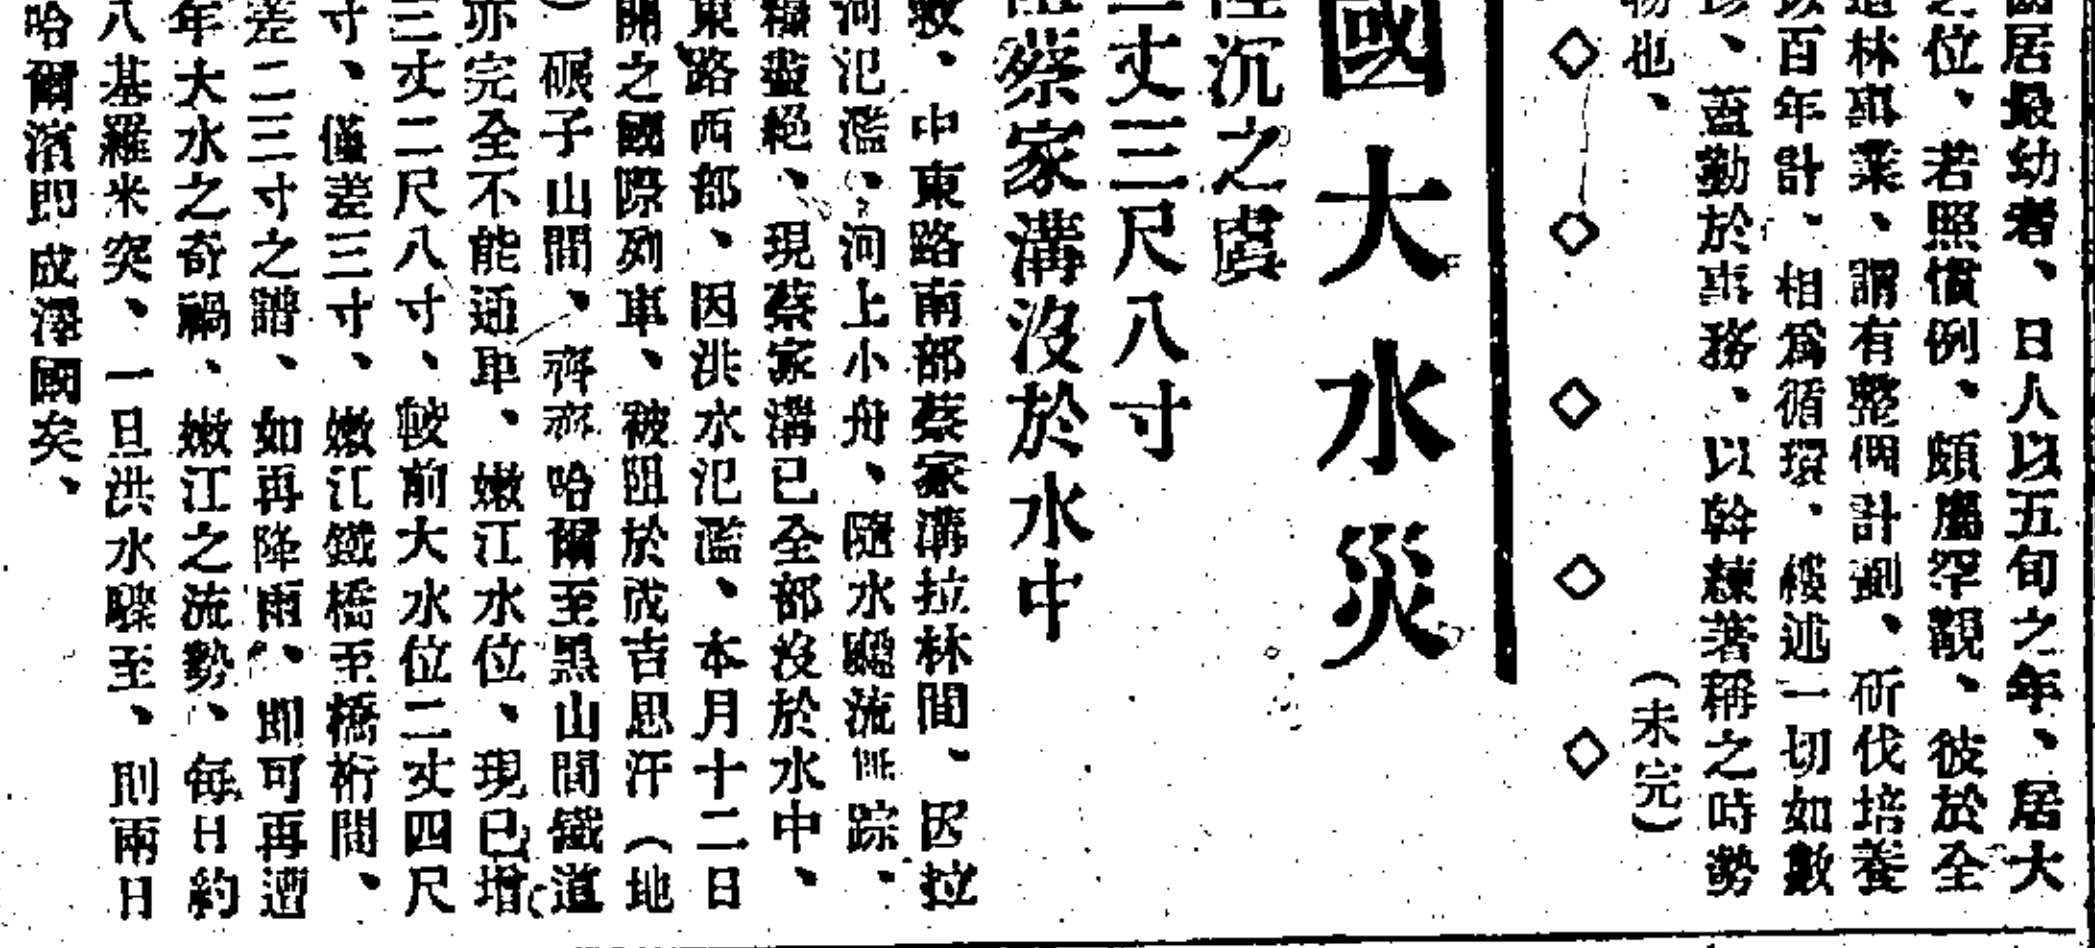 居最幼者、日人以五旬之年、居大
位、若照慣例、頗屬罕觀、彼於全
林事業、謂有整個計劃、斫伐培養
以百年計、相爲循環、縷述一切如數
、蓋勤於事務、以幹練著稱之時勢
物也、（未完）
◇◇◇◇◇
國大水災
沉之虞
丈三尺八寸
蔡家溝沒於水中
牧、中東路南部蔡家溝拉林間、因拉
河氾濫、河上小舟、隨水飄流無踪、
糧盡絕、現蔡家溝已全部沒於水中、
東路西部、因洪水氾濫、本月十二日
開之國際列車、被阻於成吉思汗（地
）碾子山間、齊齊哈爾至黑山間鐵道
亦完全不能通車、嫩江水位、現已增
三丈二尺八寸、較前大水位二丈四尺
寸、僅差三寸、嫩江鐵橋至橋桁間、
差二三寸之譜、如再降雨、即可再遭
年大水之奇禍、嫩江之流勢、每日約
八基羅米突、一旦洪水驟至、則兩日
哈爾濱即成澤國矣、